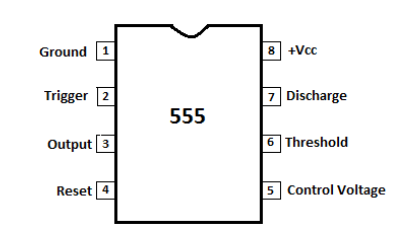 Ground 1 8 +Vcc
Trigger 2 7 Discharge
555
Output 3 6 Threshold
Reset 4 5 Control Voltage